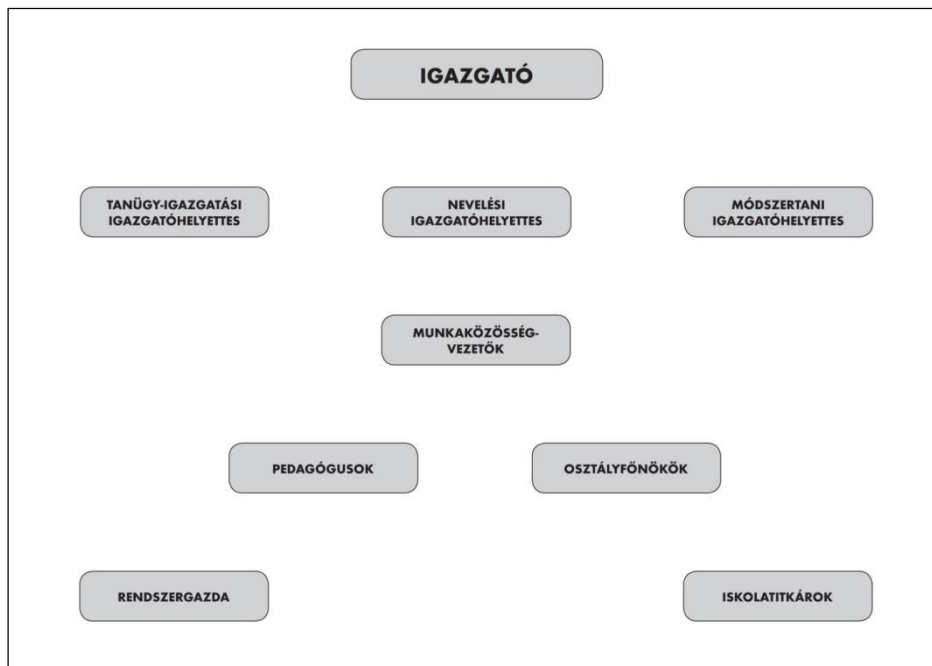 IGAZGATÓ
TANÜGY-IGAZGATÁSI
IGAZGATÓHELYETTES
NEVELÉSI
IGAZGATÓHELYETTES
MÓDSZERTANI
IGAZGATÓHELYETTES
MUNKAKÖZÖSSÉG-
VEZETŐK
PEDAGÓGUSOK
OSZTÁLYFŐNÖKÖK
RENDSZERGAZDA
ISKOLATITKÁROK